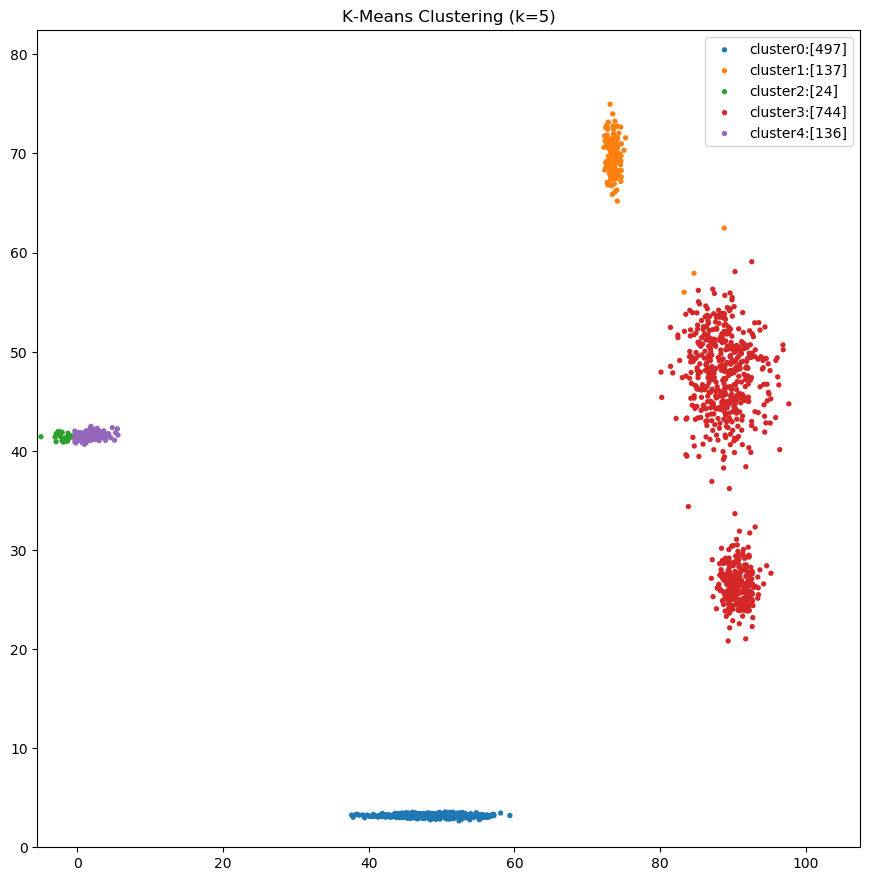 K-Means Clustering (k=5)
cluster0:[497]
cluster1:[137]
cluster2:[24]
cluster3:[744]
cluster4:[136]
80
70
60
50
40
30
20
10
0
0 20 40 60 80 100